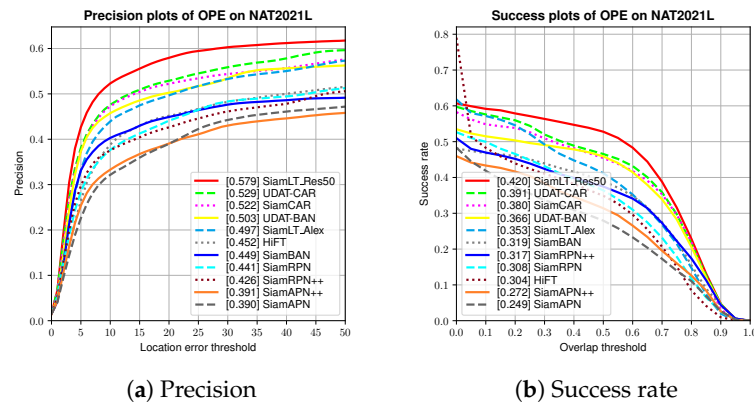 Precision plots of OPE on NAT2021L
0.6
0.5
0.4
0.3
0.2
0.1
0.0
Precision
[0.579] SiamLT_Res50
[0.529] UDAT-CAR
[0.522] SiamCAR
[0.503] UDAT-BAN
[0.497] SiamLT_Alex
[0.452] HiFT
[0.449] SiamBAN
[0.441] SiamRPN
[0.426] SiamRPN++
[0.391] SiamAPN++
[0.390] SiamAPN
0 5 10 15 20 25 30 35 40 45 50
Location error threshold
(a) Precision
Success plots of OPE on NAT2021L
0.8
0.7
0.6
0.5
0.4
0.3
0.2
0.1
0.0
Success rate
[0.420] SiamLT_Res50
[0.391] UDAT-CAR
[0.380] SiamCAR
[0.366] UDAT-BAN
[0.353] SiamLT_Alex
[0.319] SiamBAN
[0.317] SiamRPN++
[0.308] SiamRPN
[0.304] HiFT
[0.272] SiamAPN++
[0.249] SiamAPN
0.0 0.1 0.2 0.3 0.4 0.5 0.6 0.7 0.8 0.9 1.0
Overlap threshold
(b) Success rate